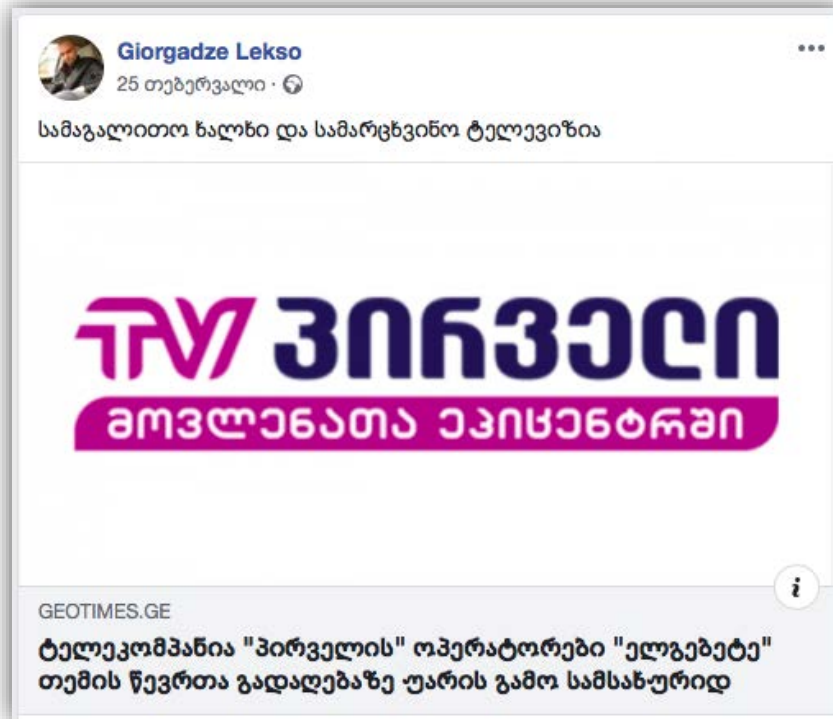 Giorgadze Lekso
25 თებერვალი ·
სამაგალითო ხალხი და სამარცხვინო ტელევიზია
TV პირველი
მოვლენათა ეპიცენტრში
GEOTIMES.GE
ტელეკომპანია "პირველის" ოპერატორები "ელგებეტე"
თემის წევრთა გადაღებაზე უარის გამო სამსახურიდ